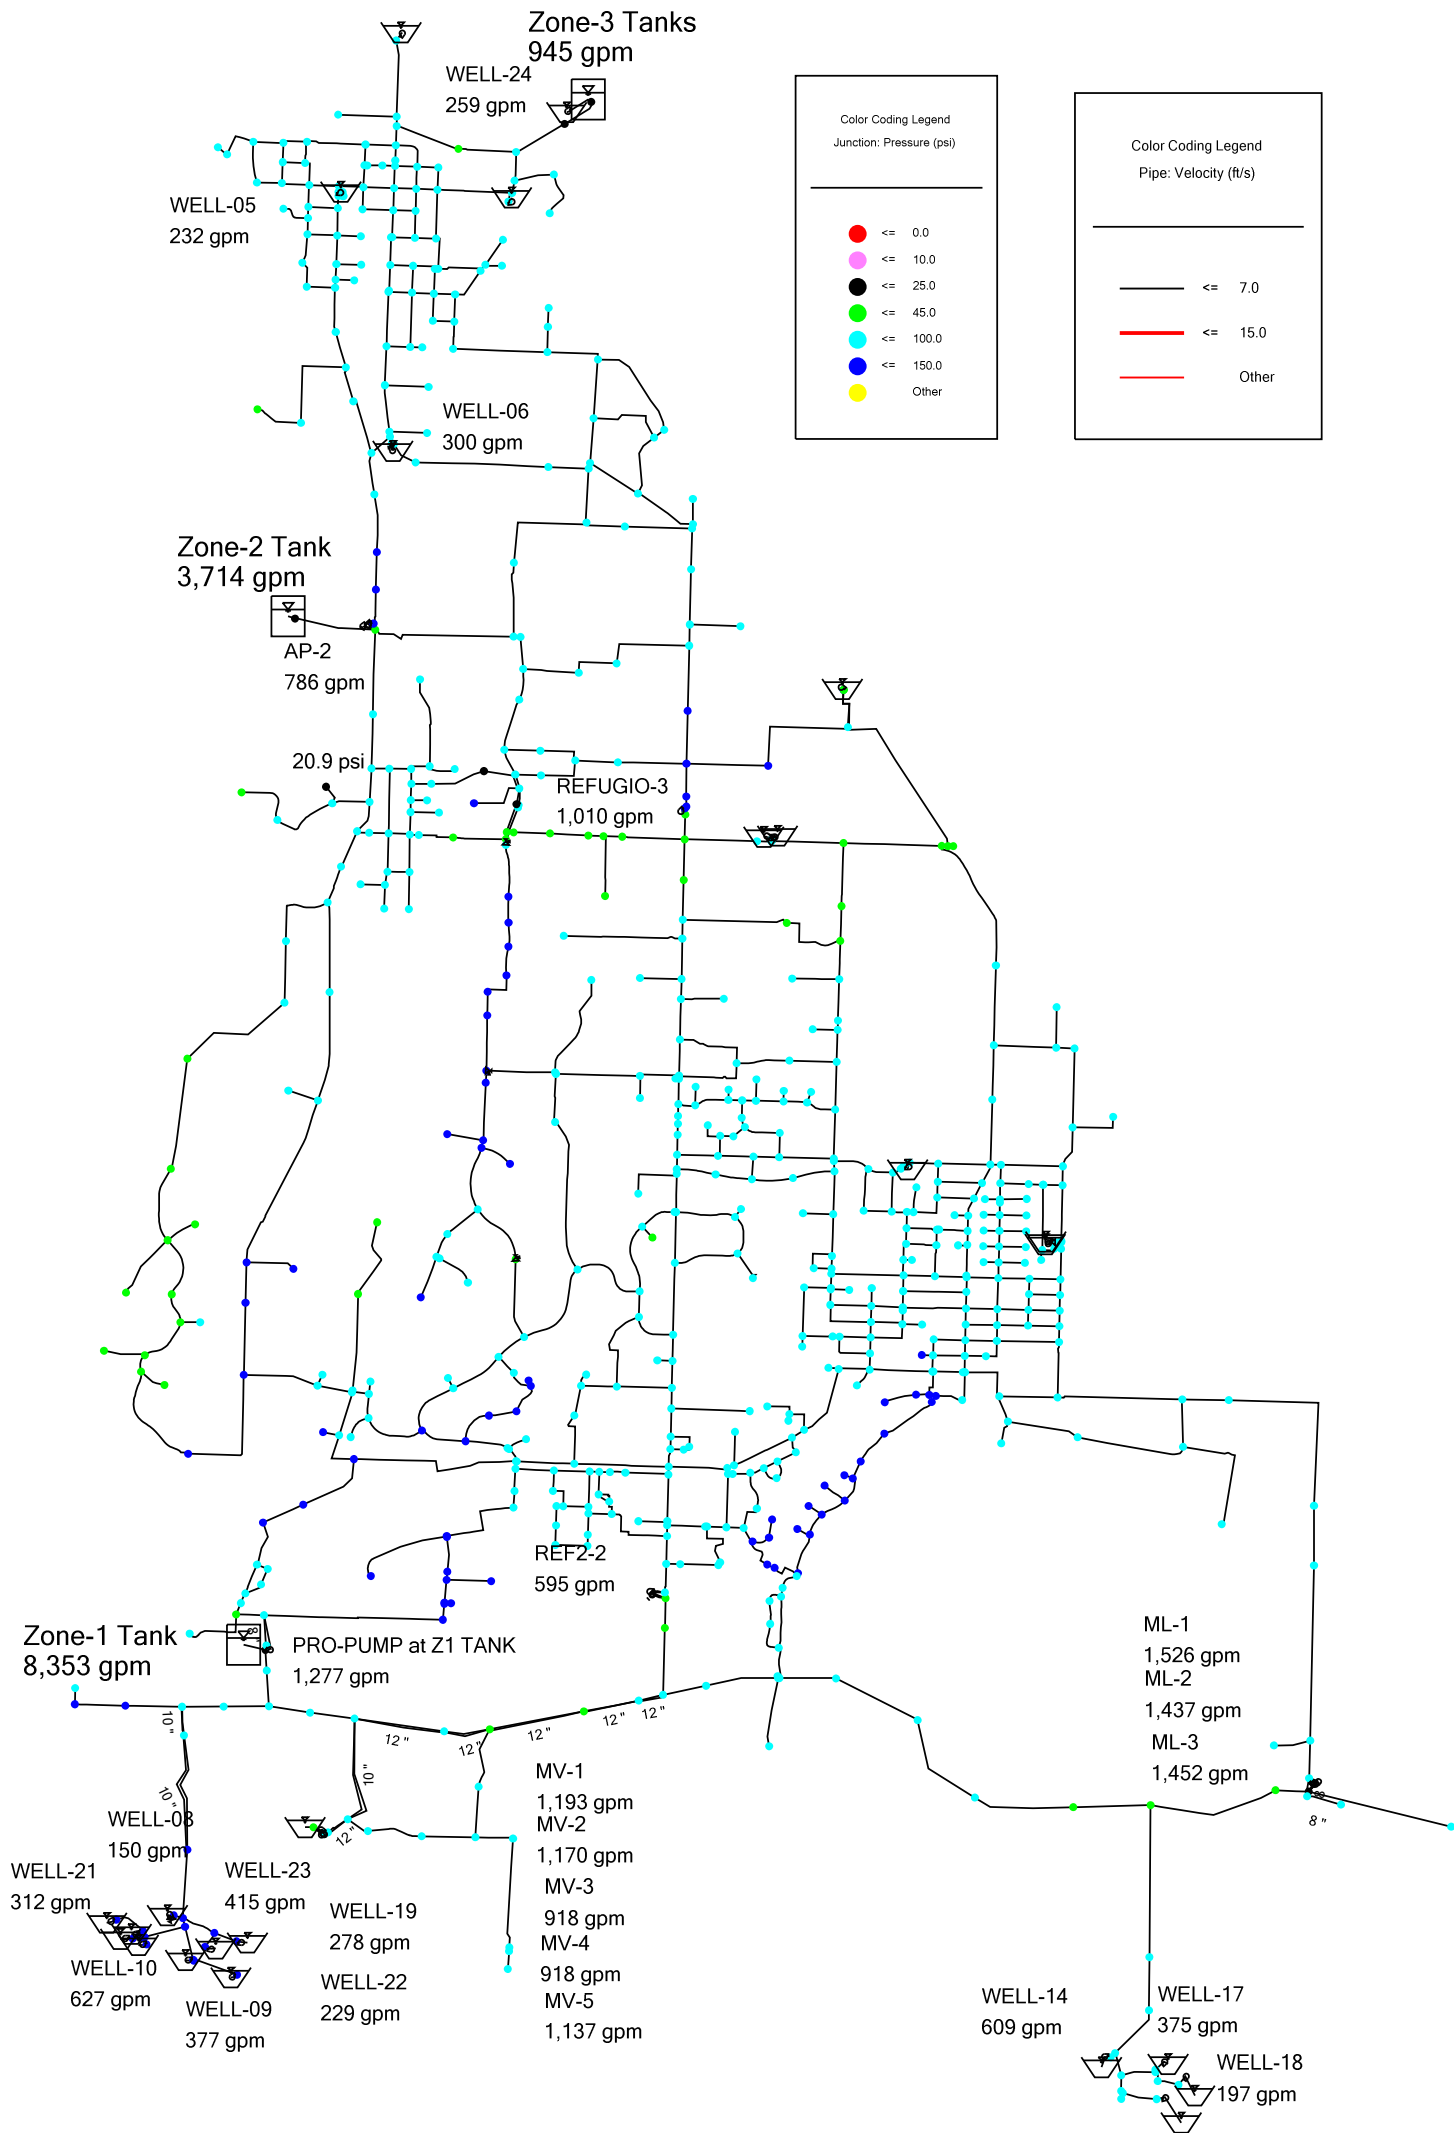 Zone-3 Tanks
945 gpm
WELL-24
259 gpm
WELL-05
232 gpm
Color Coding Legend
Junction: Pressure (psi)
<= 0.0
<= 10.0
<= 25.0
<= 45.0
<= 100.0
<= 150.0
Other
Color Coding Legend
Pipe: Velocity (ft/s)
<= 7.0
<= 15.0
Other
WELL-06
300 gpm
Zone-2 Tank
3,714 gpm
AP-2
786 gpm
20.9 psi
REFUGIO-3
1,010 gpm
REF2-2
595 gpm
Zone-1 Tank
8,353 gpm
8 "
PRO-PUMP at Z1 TANK
1,277 gpm
10 "
12 "
12 "
12 "
12 "
12 "
10 "
10 "
12 "
ML-1
1,526 gpm
ML-2
1,437 gpm
ML-3
1,452 gpm
8 "
MV-1
1,193 gpm
MV-2
1,170 gpm
MV-3
918 gpm
MV-4
918 gpm
MV-5
1,137 gpm
WELL-08
150 gpm
WELL-21
312 gpm
WELL-23
415 gpm
WELL-19
278 gpm
WELL-10
627 gpm
WELL-22
229 gpm
WELL-09
377 gpm
WELL-14
609 gpm
WELL-17
375 gpm
WELL-18
197 gpm